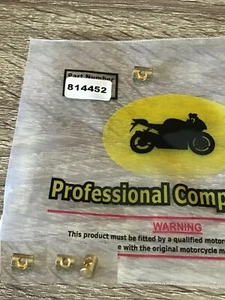 Part Number
814452
Professional Comp
WARNING
This product must be fitted by a qualified motor
e with the original motorcycle m